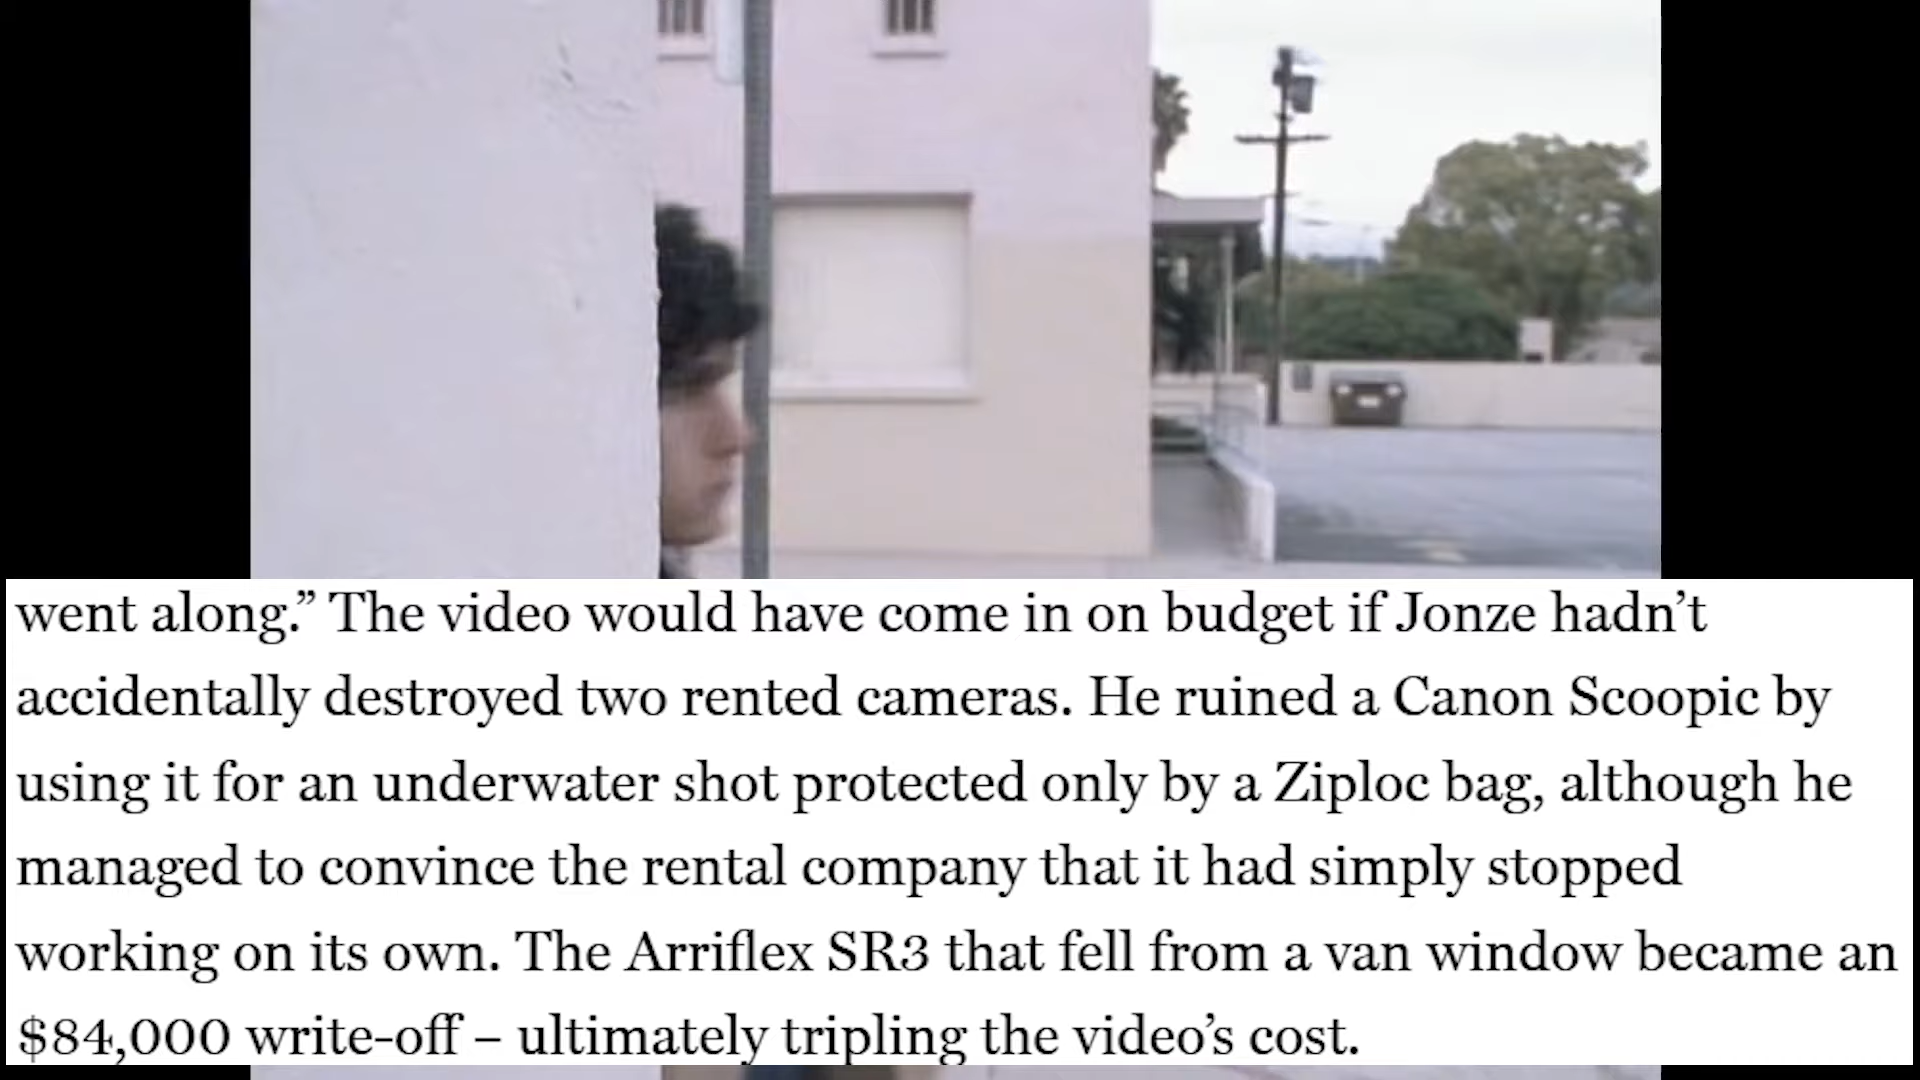 went along.” The video would have come in on budget if Jonze hadn’t
accidentally destroyed two rented cameras. He ruined a Canon Scoopic by
using it for an underwater shot protected only by a Ziploc bag, although he
managed to convince the rental company that it had simply stopped
working on its own. The Arriflex SR3 that fell from a van window became an
$84,000 write-off – ultimately tripling the video’s cost.